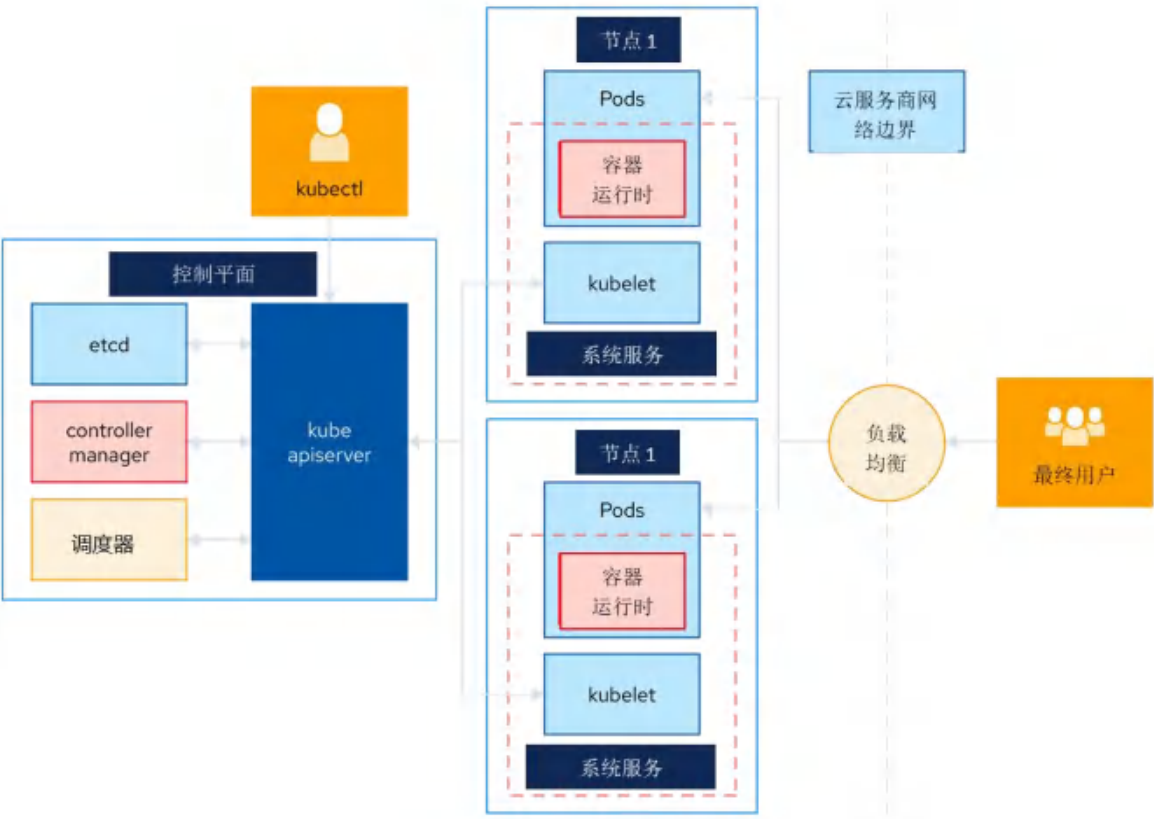 kubectl
控制平面
etcd
controller
manager
调度器
kube
apiserver
节点 1
Pods
容器
运行时
kubelet
系统服务
节点 1
Pods
容器
运行时
kubelet
系统服务
云服务商网
络边界
负载
均衡
最终用户